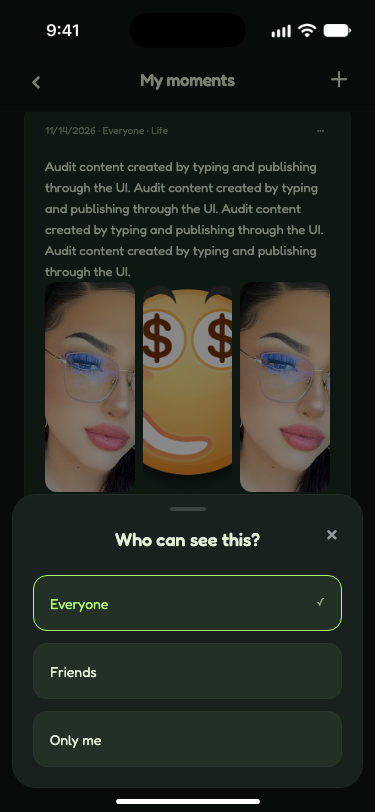 9:41
My moments
11/14/2026 · Everyone · Life
Audit content created by typing and publishing
through the UI. Audit content created by typing
and publishing through the UI. Audit content
created by typing and publishing through the UI.
Audit content created by typing and publishing
through the UI.
Who can see this?
Everyone
Friends
Only me